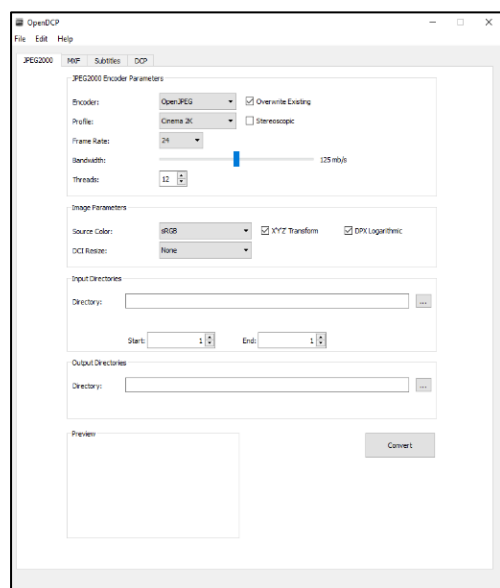 OpenDCP
File Edit Help
JPEG2000 MXF Subtitles DCP
JPEG2000 Encoder Parameters
Encoder: OpenJPEG Overwrite Existing
Profile: Cinema 2K Stereoscopic
Frame Rate: 24
Bandwidth: 125 mb/s
Threads: 12
Image Parameters
Source Color: sRGB X'Y'Z' Transform DPX Logarithmic
DCI Resize: None
Input Directories
Directory: ...
Start: 1 End: 1
Output Directories
Directory: ...
Preview
Convert